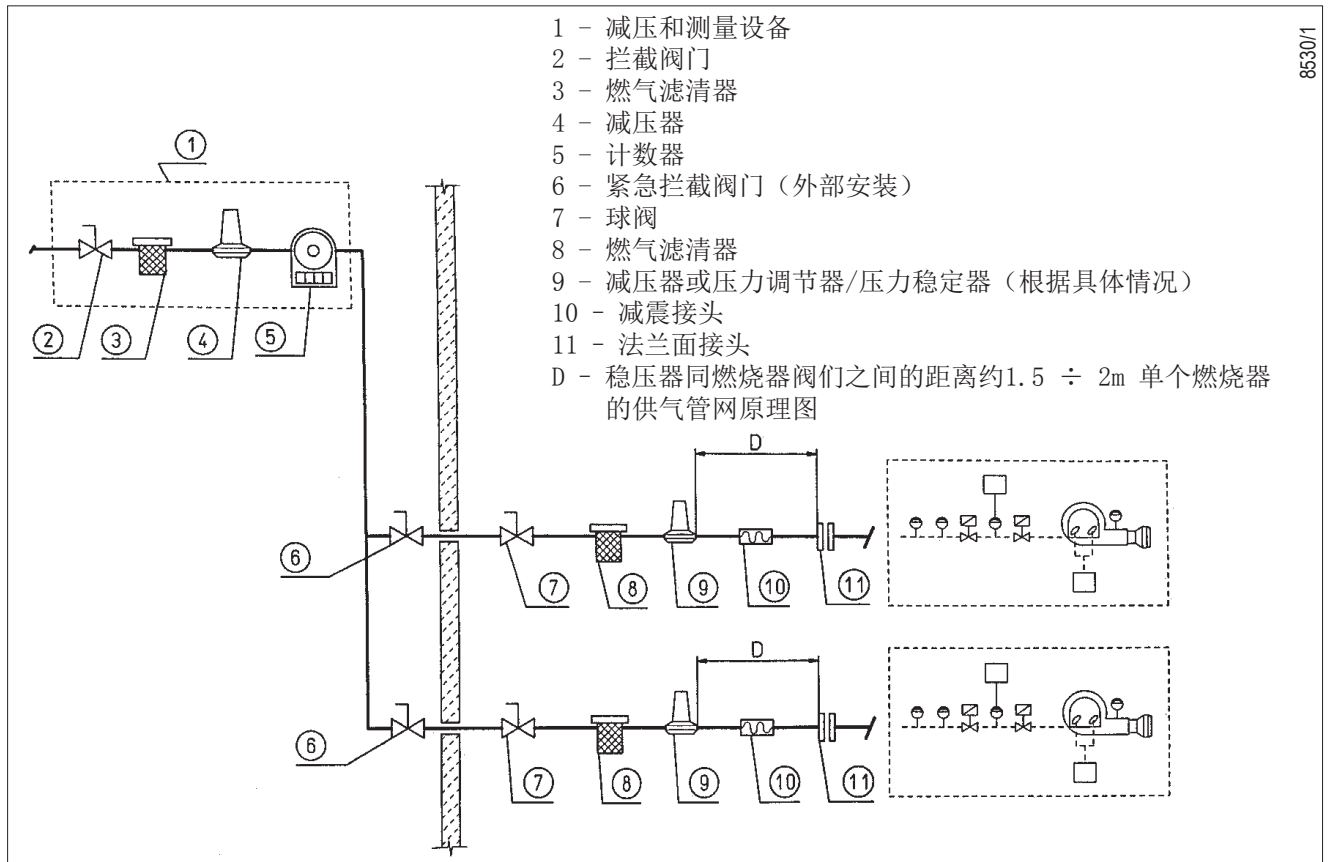 1 - 减压和测量设备
2 - 拦截阀门
3 - 燃气滤清器
4 - 减压器
5 - 计数器
6 - 紧急拦截阀门（外部安装）
7 - 球阀
8 - 燃气滤清器
9 - 减压器或压力调节器/压力稳定器（根据具体情况）
10 - 减震接头
11 - 法兰面接头
D - 稳压器同燃烧器阀们之间的距离约1.5 ÷ 2m 单个燃烧器
的供气管网原理图
8530/1
1
2
3
4
5
D
6
7
8
9
10
11
D
6
7
8
9
10
11